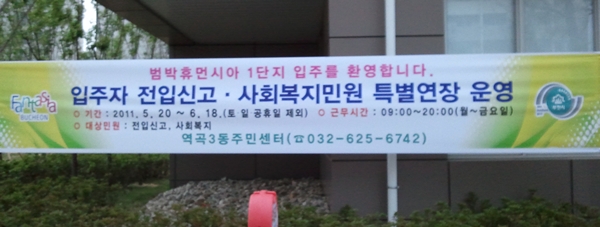 범박휴먼시아 1단지 입주를 환영합니다.
입주자 전입신고 · 사회복지민원 특별연장 운영
Fantasia
BUCHEON
○ 기간 : 2011, 5, 20 ~ 6, 18,(토 일 공휴일 제외) ○ 근무시간 : 09:00~20:00(월~금요일)
○ 대상민원 : 전입신고, 사회복지
역곡3동주민센터(☎032-625-6742)